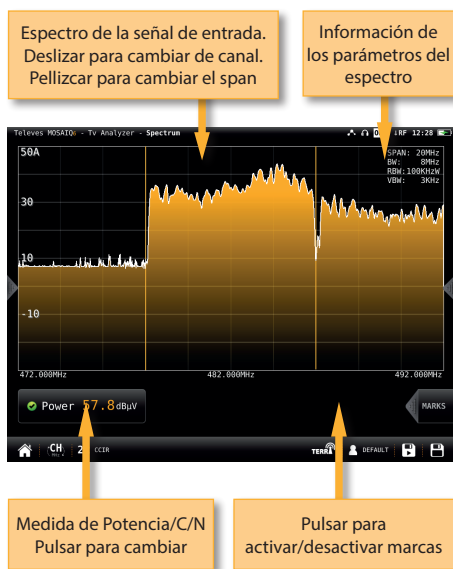 Espectro de la señal de entrada.
Deslizar para cambiar de canal.
Pellizcar para cambiar el span
Información de
los parámetros del
espectro
Televes MOSAIQ6 - Tv Analyzer - Spectrum
RF 12:28
50A
SPAN: 20MHz
BW: 8MHz
RBW:100KHzW
VBW: 3KHz
30
10
-10
472.000MHz 482.000MHz 492.000MHz
Power 57.8dBµV
MARKS
CH CCIR TERR DEFAULT
Medida de Potencia/C/N
Pulsar para cambiar
Pulsar para
activar/desactivar marcas